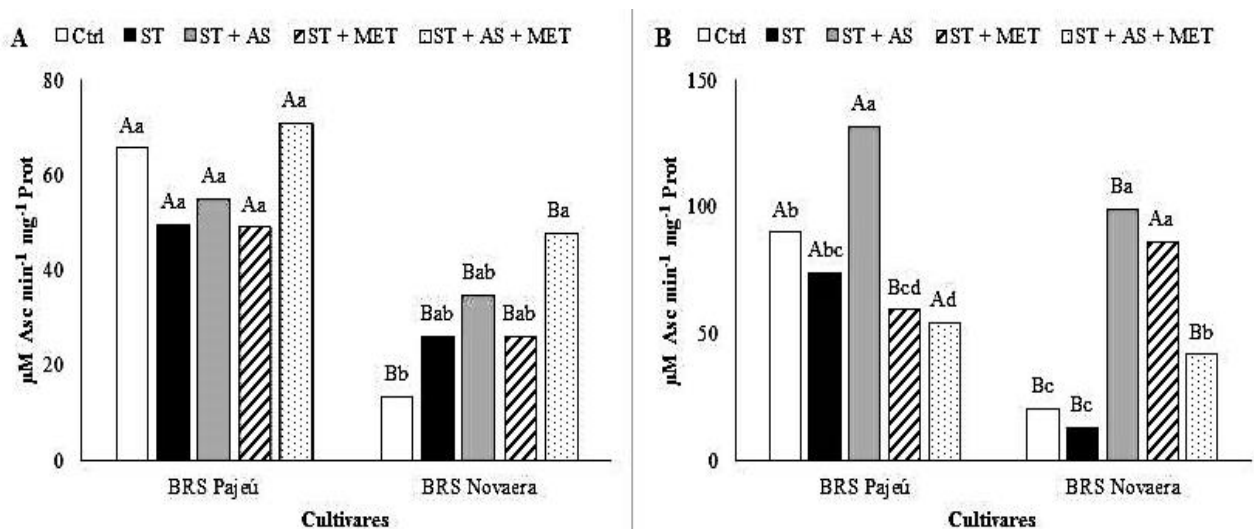 A Ctrl ST ST + AS ST + MET ST + AS + MET
µM Asc min⁻¹ mg⁻¹ Prot
80
60
40
20
0
Aa Aa Aa Aa Aa
Bb Bab Bab Bab Ba
BRS Pajeú BRS Novaera
Cultivares
B Ctrl ST ST + AS ST + MET ST + AS + MET
µM Asc min⁻¹ mg⁻¹ Prot
150
100
50
0
Ab Abc Aa Bcd Ad
Bc Bc Ba Aa Bb
BRS Pajeú BRS Novaera
Cultivares